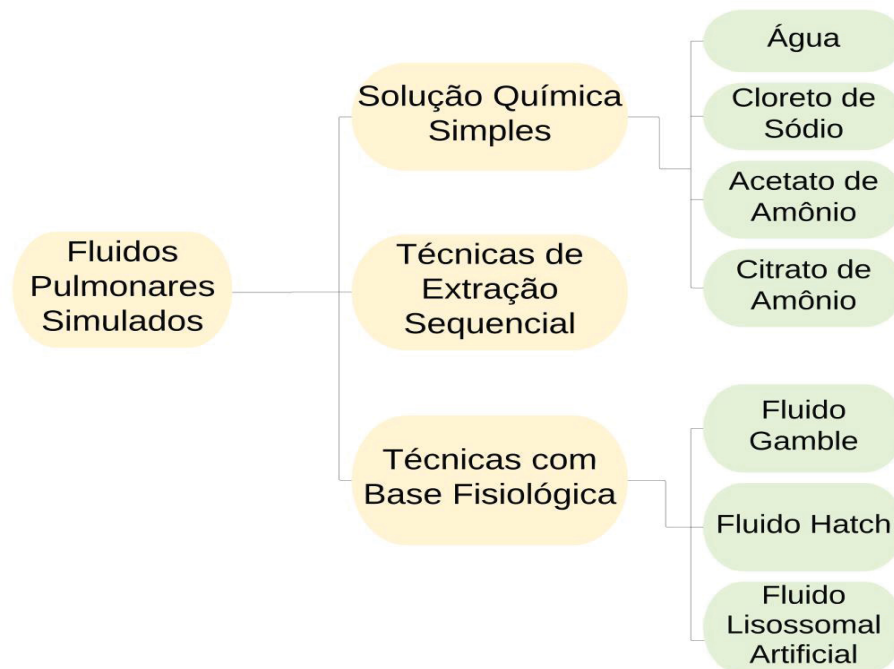 Fluidos
Pulmonares
Simulados
Solução Química
Simples
Técnicas de
Extração
Sequencial
Técnicas com
Base Fisiológica
Água
Cloreto de
Sódio
Acetato de
Amônio
Citrato de
Amônio
Fluido
Gamble
Fluido Hatch
Fluido
Lisossomal
Artificial